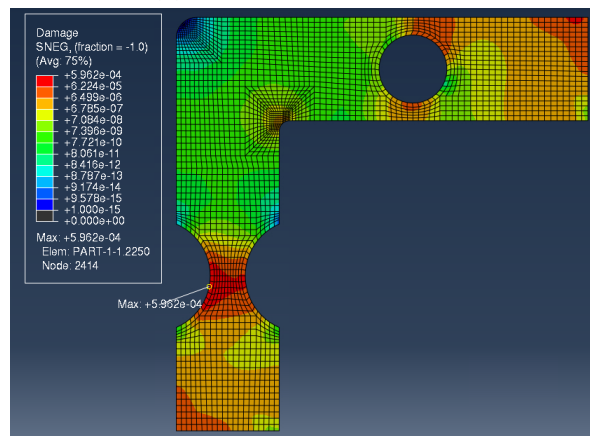 Damage
SNEG, (fraction = -1.0)
(Avg: 75%)
+5.962e-04
+6.224e-05
+6.499e-06
+6.785e-07
+7.084e-08
+7.396e-09
+7.721e-10
+8.061e-11
+8.416e-12
+8.787e-13
+9.174e-14
+9.578e-15
+1.000e-15
+0.000e+00
Max: +5.962e-04
Elem: PART-1-1.2250
Node: 2414
Max: +5.962e-04